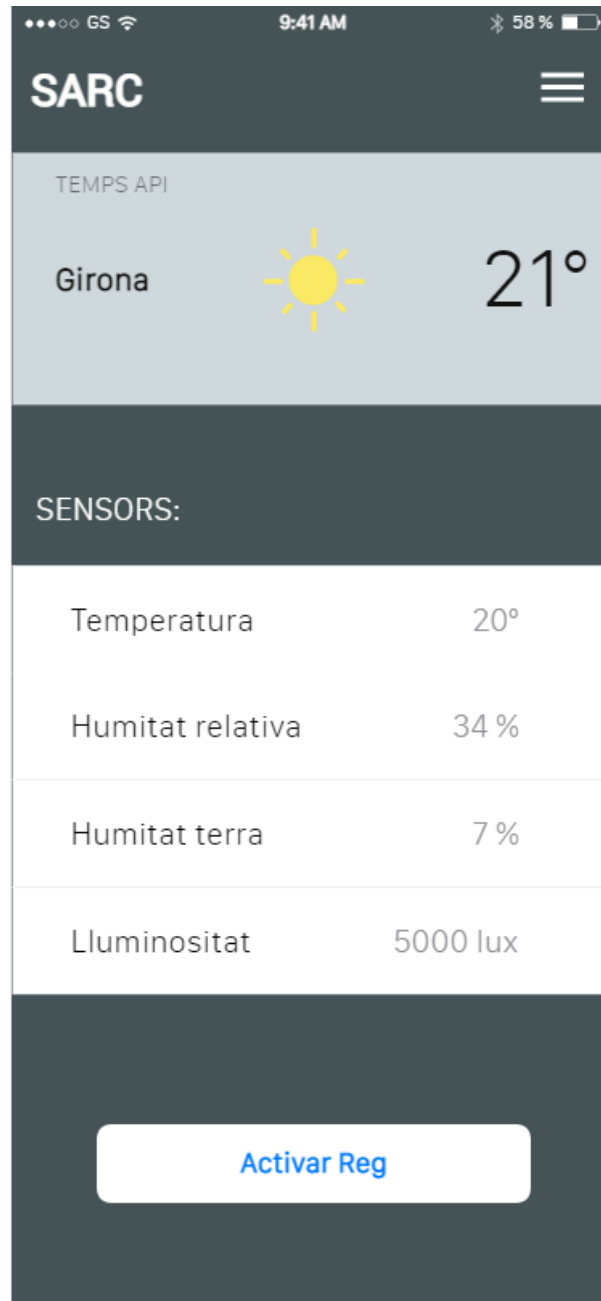 GS 9:41 AM 58 %
SARC
TEMPS API
Girona 21°
SENSORS:
Temperatura 20º
Humitat relativa 34 %
Humitat terra 7 %
Lluminositat 5000 lux
Activar Reg